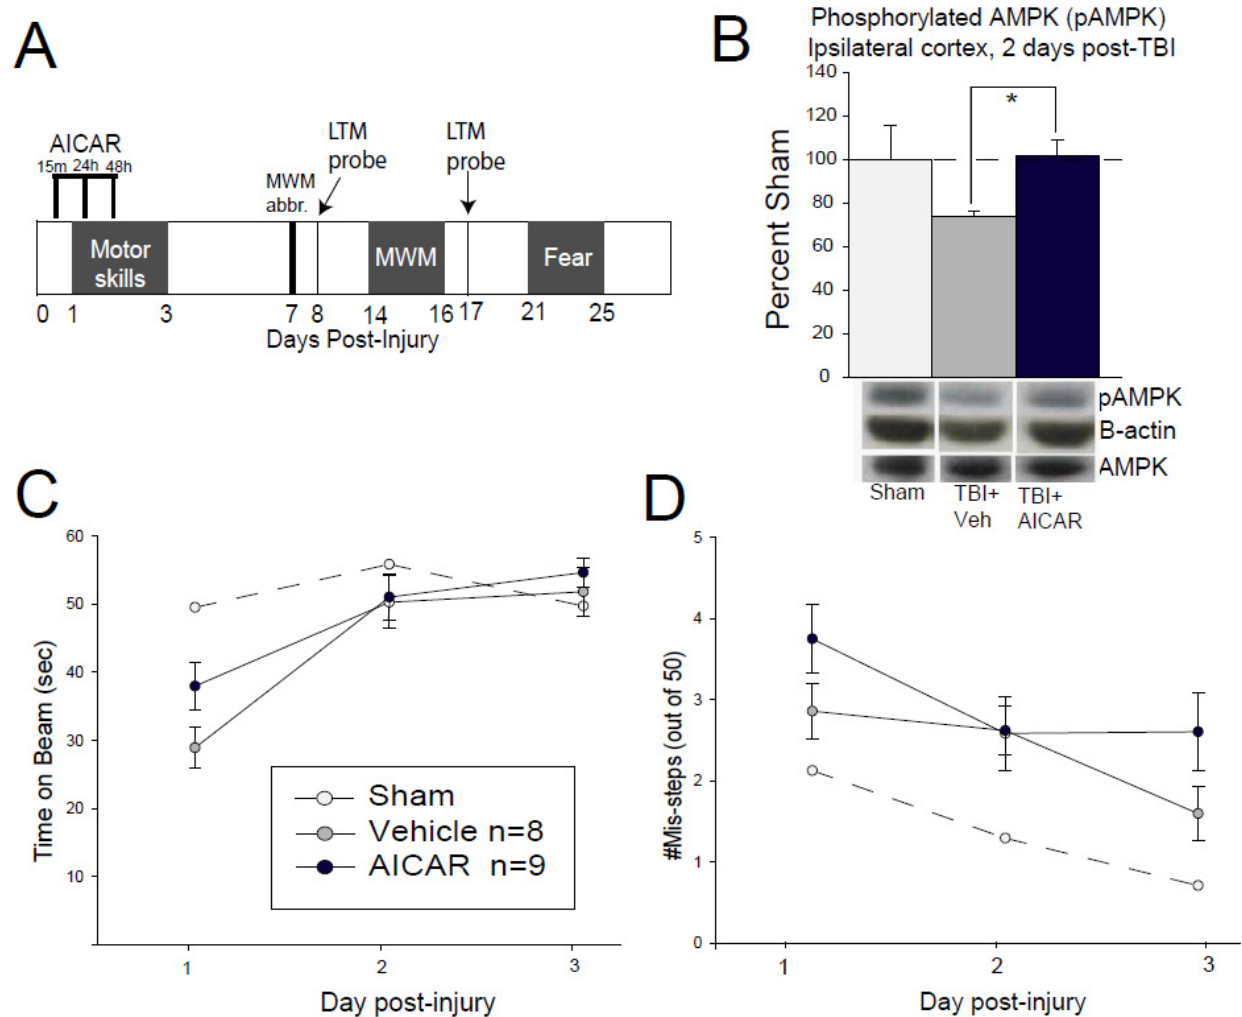 A
AICAR
15m 24h 48h
LTM
probe
LTM
probe
MWM
abbr.
Motor
skills
MWM
Fear
0 1 3 7 8 14 16 17 21 25
Days Post-Injury
B
Phosphorylated AMPK (pAMPK)
Ipsilateral cortex, 2 days post-TBI
Percent Sham
140
120
100
80
60
40
20
0
*
pAMPK
B-actin
AMPK
Sham TBI+ TBI+
Veh AICAR
C
Time on Beam (sec)
60
50
40
30
20
10
Sham
Vehicle n=8
AICAR n=9
1 2 3
Day post-injury
D
#Mis-steps (out of 50)
5
4
3
2
1
0
1 2 3
Day post-injury